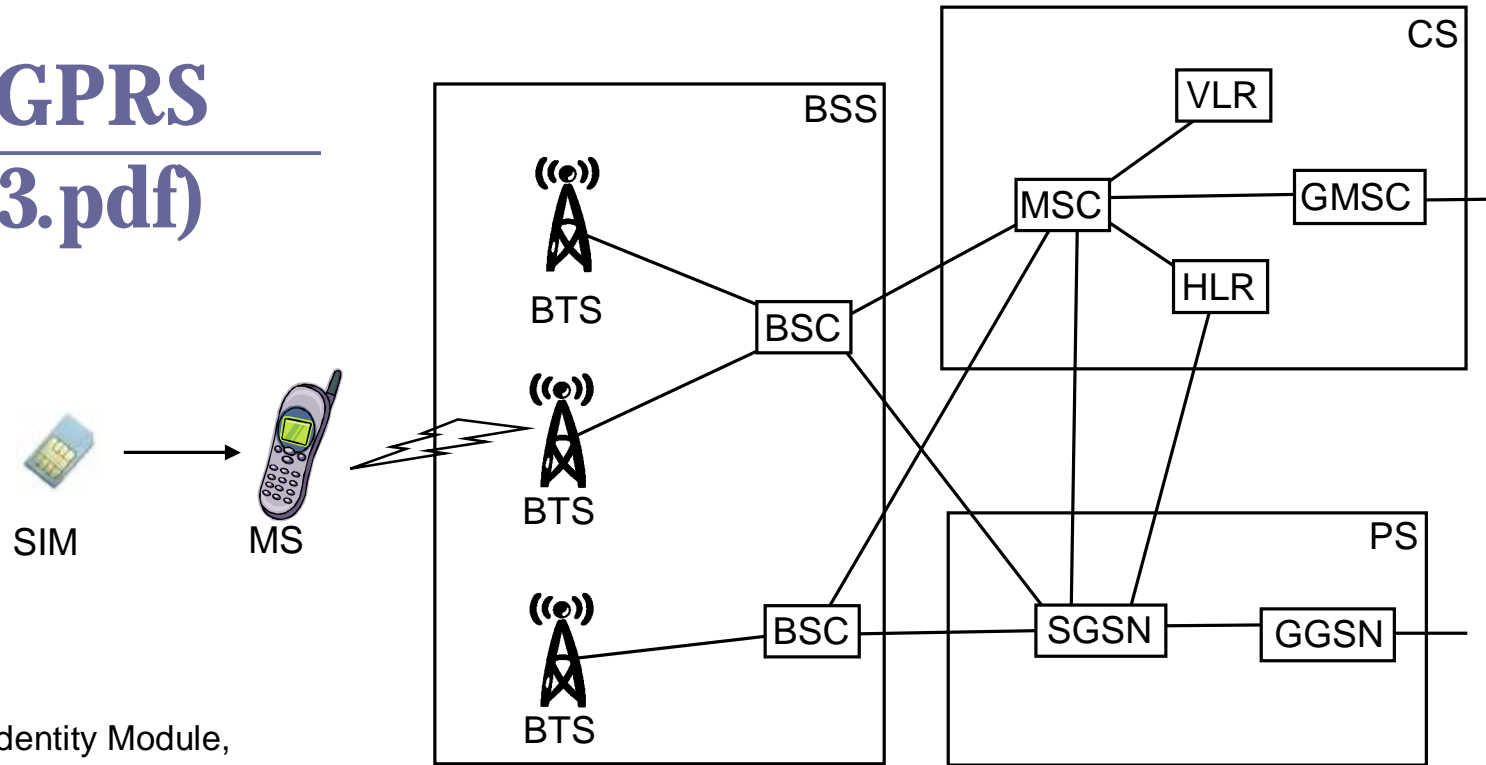 GPRS
3.pdf)
SIM
MS
BSS
BTS
BTS
BTS
BSC
BSC
CS
VLR
MSC
GMSC
HLR
PS
SGSN
GGSN
dentity Module,